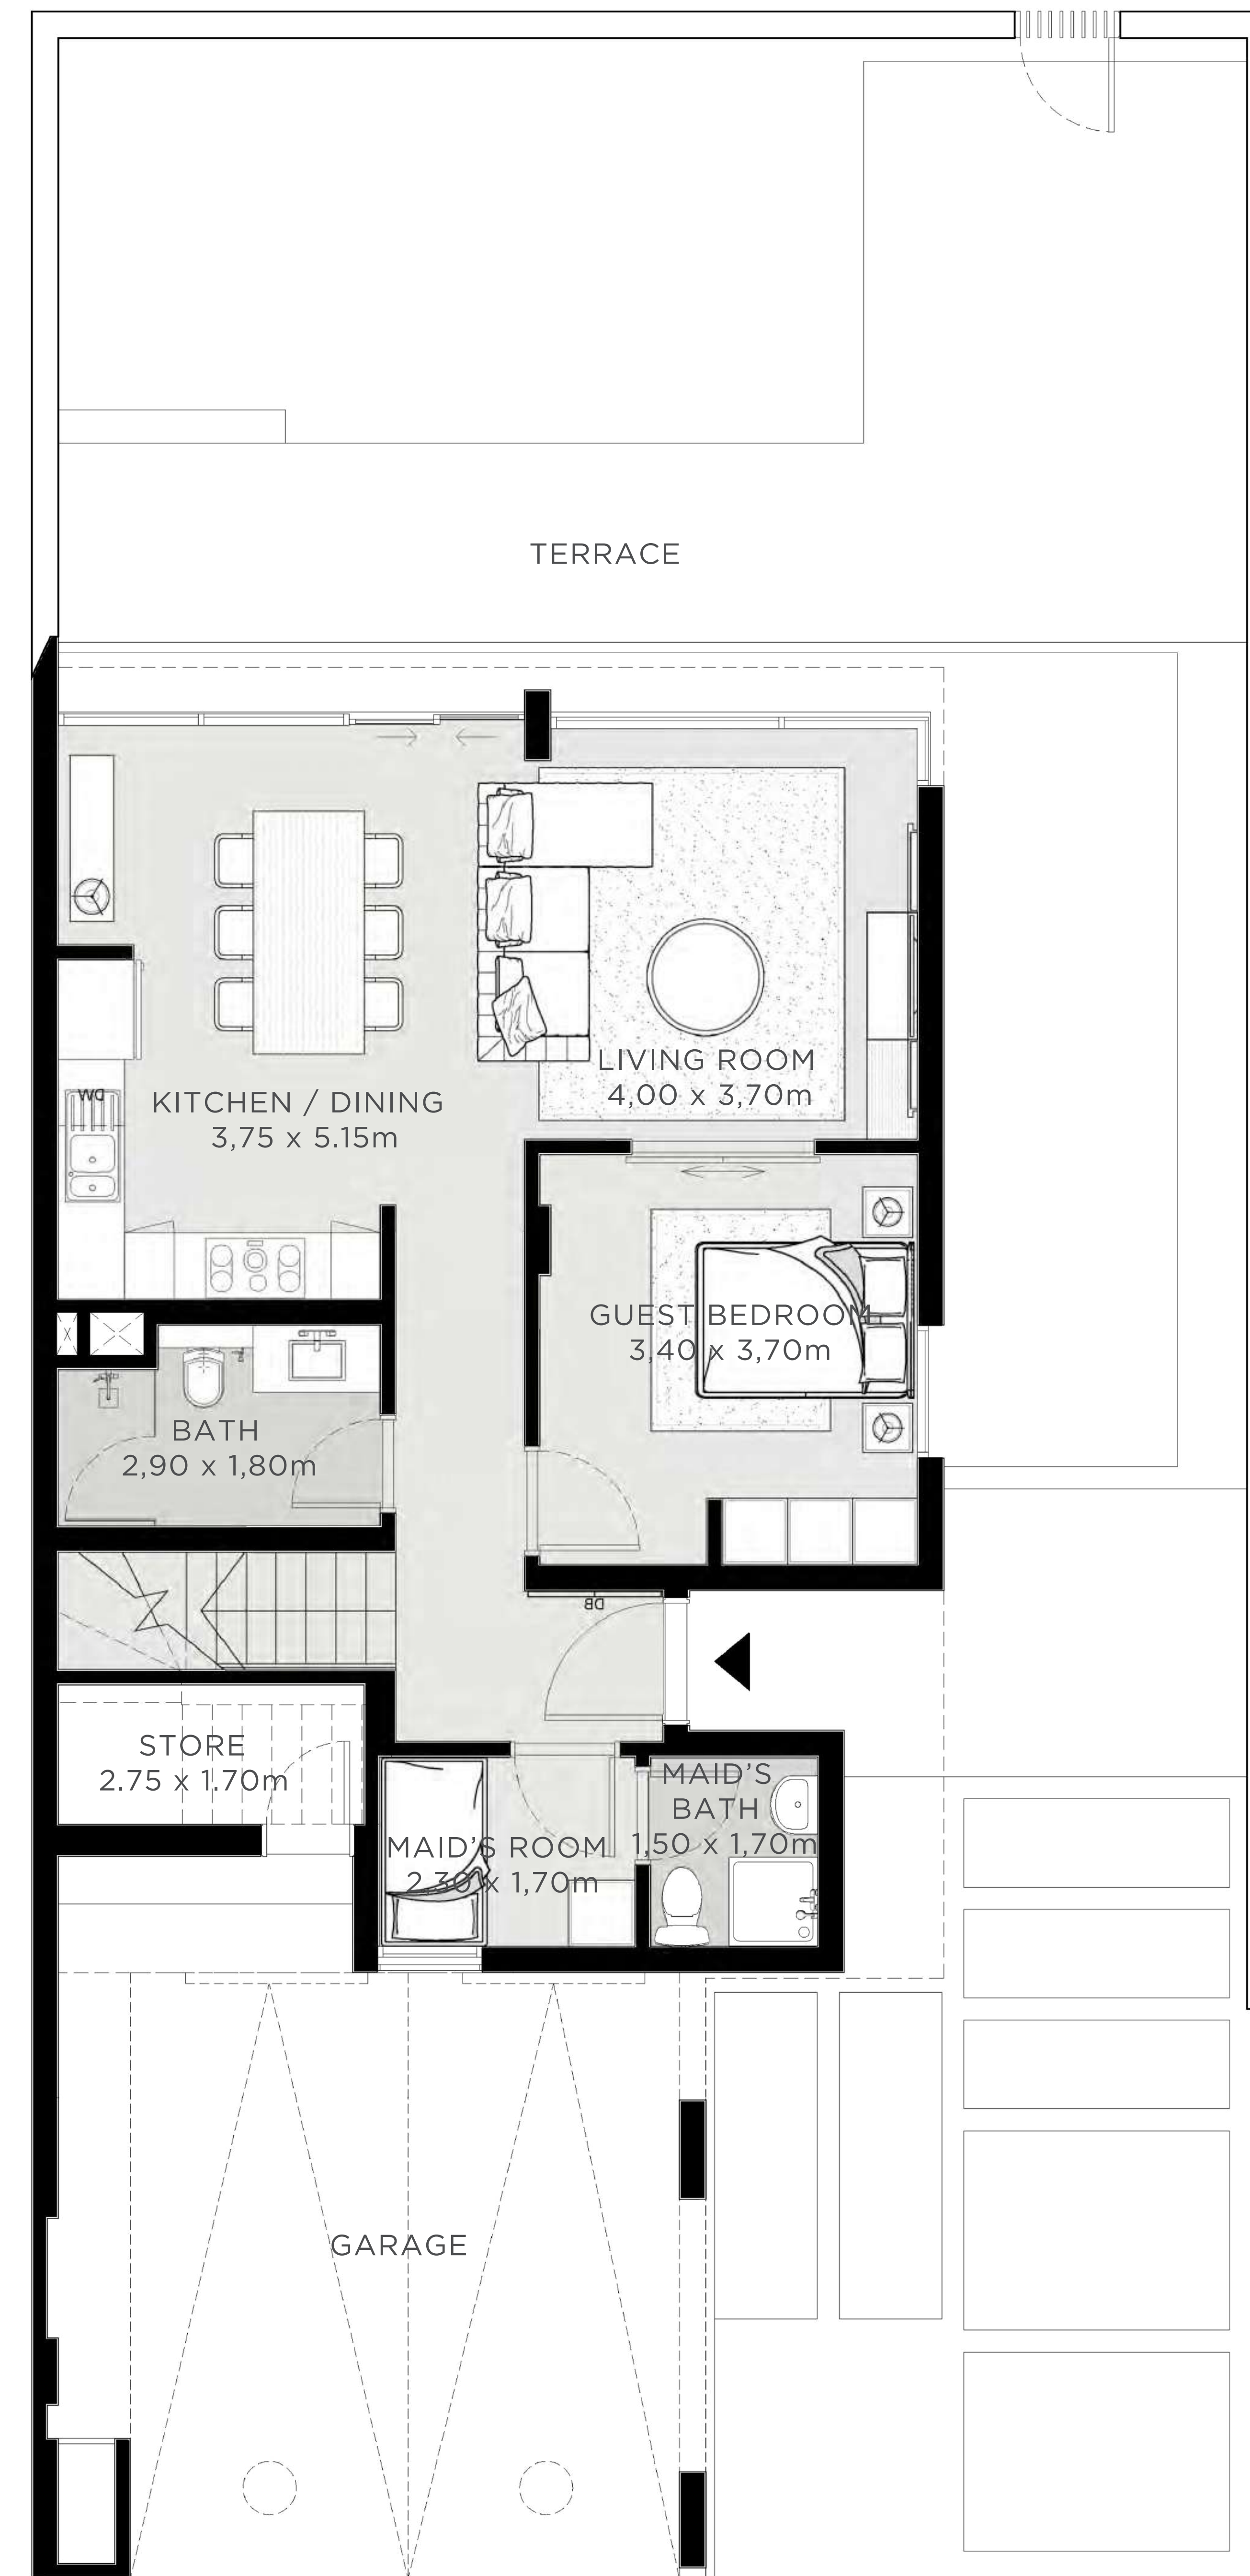 TERRACE
LIVING ROOM
4,00 x 3,70m
KITCHEN / DINING
3,75 x 5.15m
DW
GUEST BEDROOM
3,40 x 3,70m
BATH
2,90 x 1,80m
DB
STORE
2.75 x 1.70m
MAID'S
BATH
1,50 x 1,70m
MAID'S ROOM
2,30 x 1,70m
GARAGE